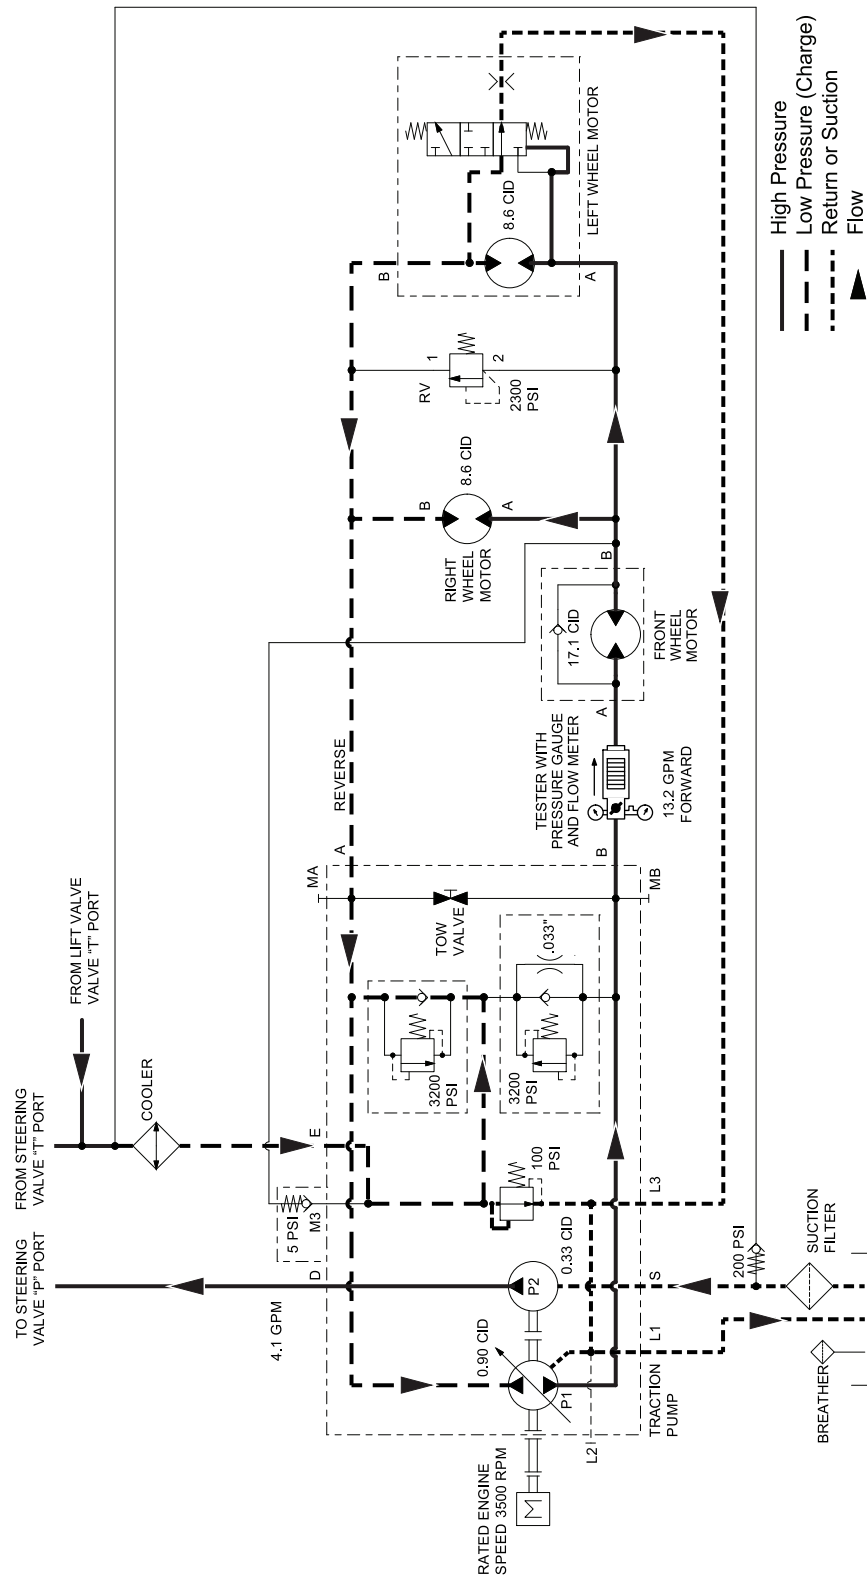 TO STEERING
VALVE "P" PORT
FROM STEERING
VALVE "T" PORT
FROM LIFT VALVE
VALVE "T" PORT
COOLER
4.1 GPM
D
5 PSI
M3
E
MA
A
REVERSE
RATED ENGINE
SPEED 3500 RPM
M
0.90 CID
P1
P2
0.33 CID
L2
TRACTION
PUMP
100
PSI
3200
PSI
3200
PSI
.033"
TOW
VALVE
MB
B
L1
S
L3
BREATHER
SUCTION
FILTER
200 PSI
TESTER WITH
PRESSURE GAUGE
AND FLOW METER
13.2 GPM
FORWARD
A
17.1 CID
B
FRONT
WHEEL
MOTOR
RIGHT
WHEEL
MOTOR
B
A
8.6 CID
RV
1
2
2300
PSI
B
A
8.6 CID
LEFT WHEEL MOTOR
High Pressure
Low Pressure (Charge)
Return or Suction
Flow